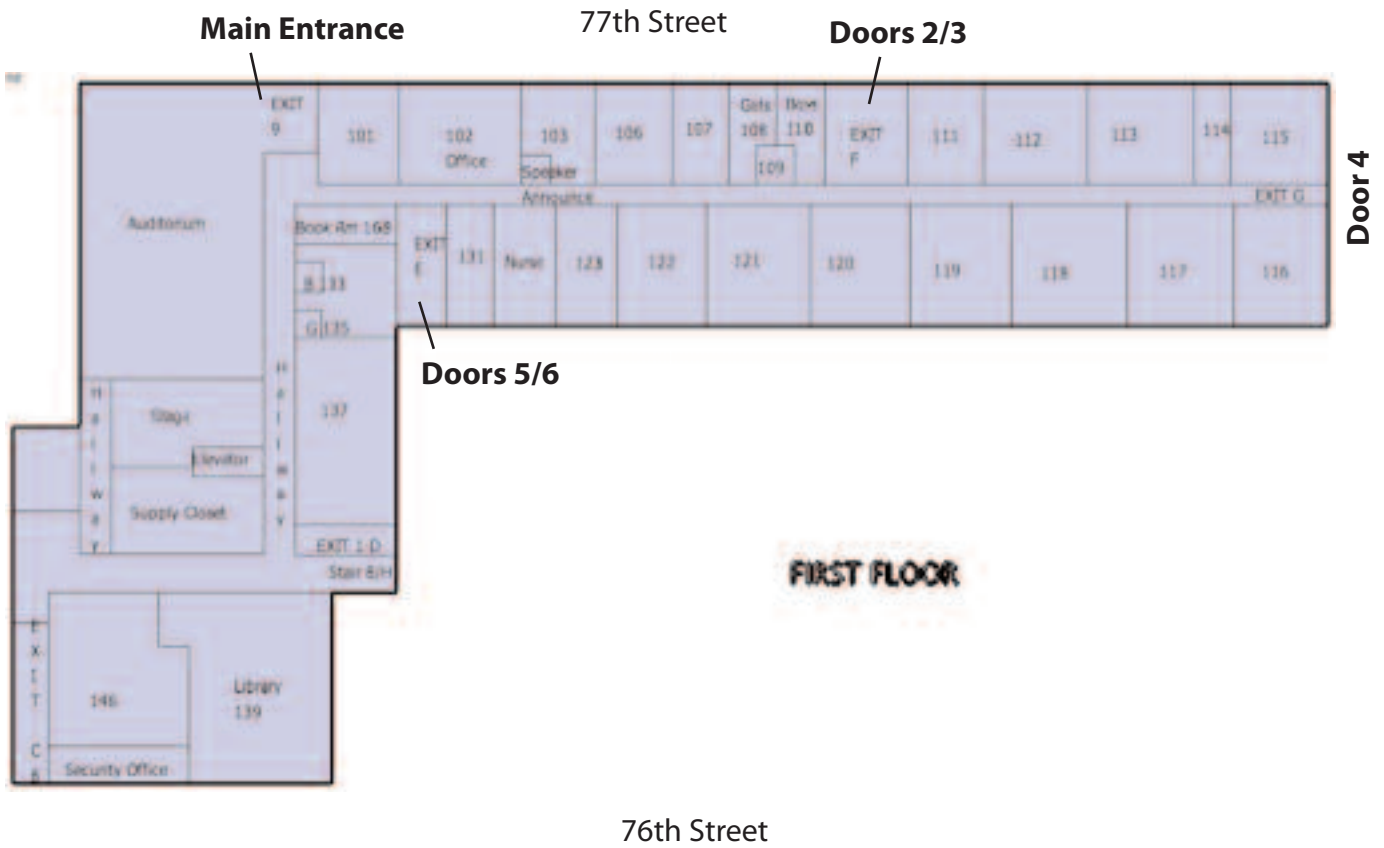 77th Street
Main Entrance
Doors 2/3
EXIT
9
101
102
Office
103
Speaker
Announce
106
107
Girls
108
Boys
110
109
EXIT
F
111
112
113
114
115
EXIT G
Door 4
Auditorium
Book Rm 168
B 133
G 135
EXIT
E
131
Nurse
123
122
121
120
119
118
117
116
Doors 5/6
Hallway
Hallway
137
Stage
Elevator
Supply Closet
EXIT 1 D
Stair B/H
FIRST FLOOR
EXIT
146
Library
139
Security Office
76th Street